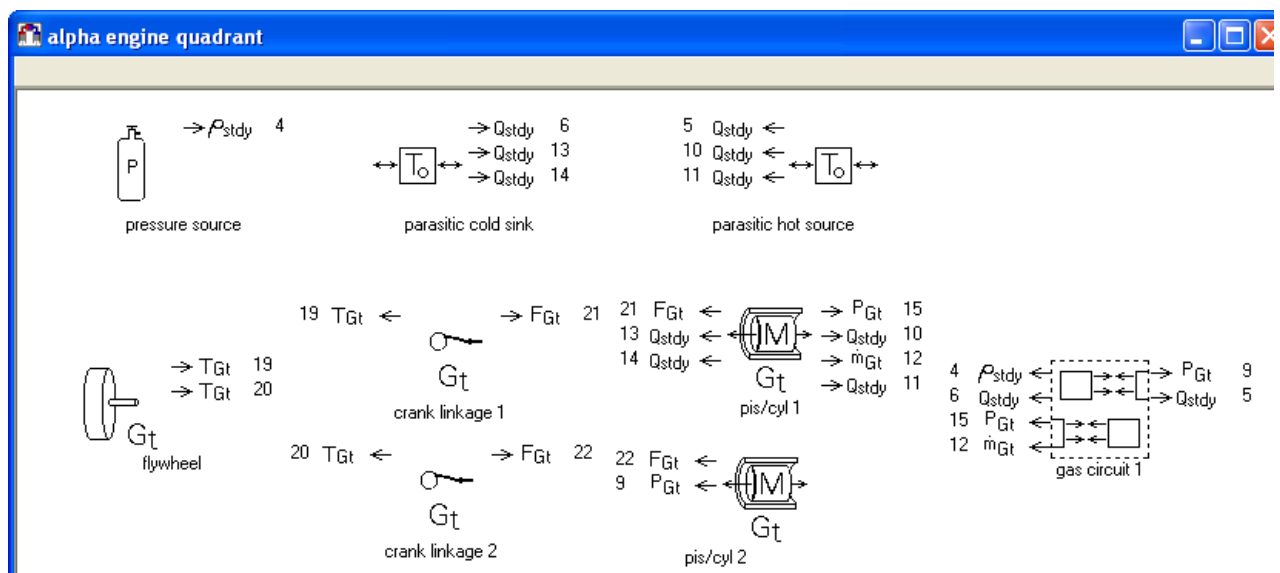 alpha engine quadrant
→ρstdy 4
P
pressure source
→Qstdy 6
→Qstdy 13
→Qstdy 14
To
parasitic cold sink
5 Qstdy ←
10 Qstdy ←
11 Qstdy ←
To
parasitic hot source
→ TGt 19
→ TGt 20
Gt
flywheel
19 TGt ←
→ FGt 21
Gt
crank linkage 1
20 TGt ←
→ FGt 22
Gt
crank linkage 2
21 FGt ←
13 Qstdy ←
14 Qstdy ←
M
→ PGt 15
→ Qstdy 10
→ ṁGt 12
→ Qstdy 11
Gt
pis/cyl 1
22 FGt ←
9 PGt ←
M
Gt
pis/cyl 2
4 ρstdy ←
6 Qstdy ←
15 PGt ←
12 ṁGt ←
→ PGt 9
→ Qstdy 5
gas circuit 1